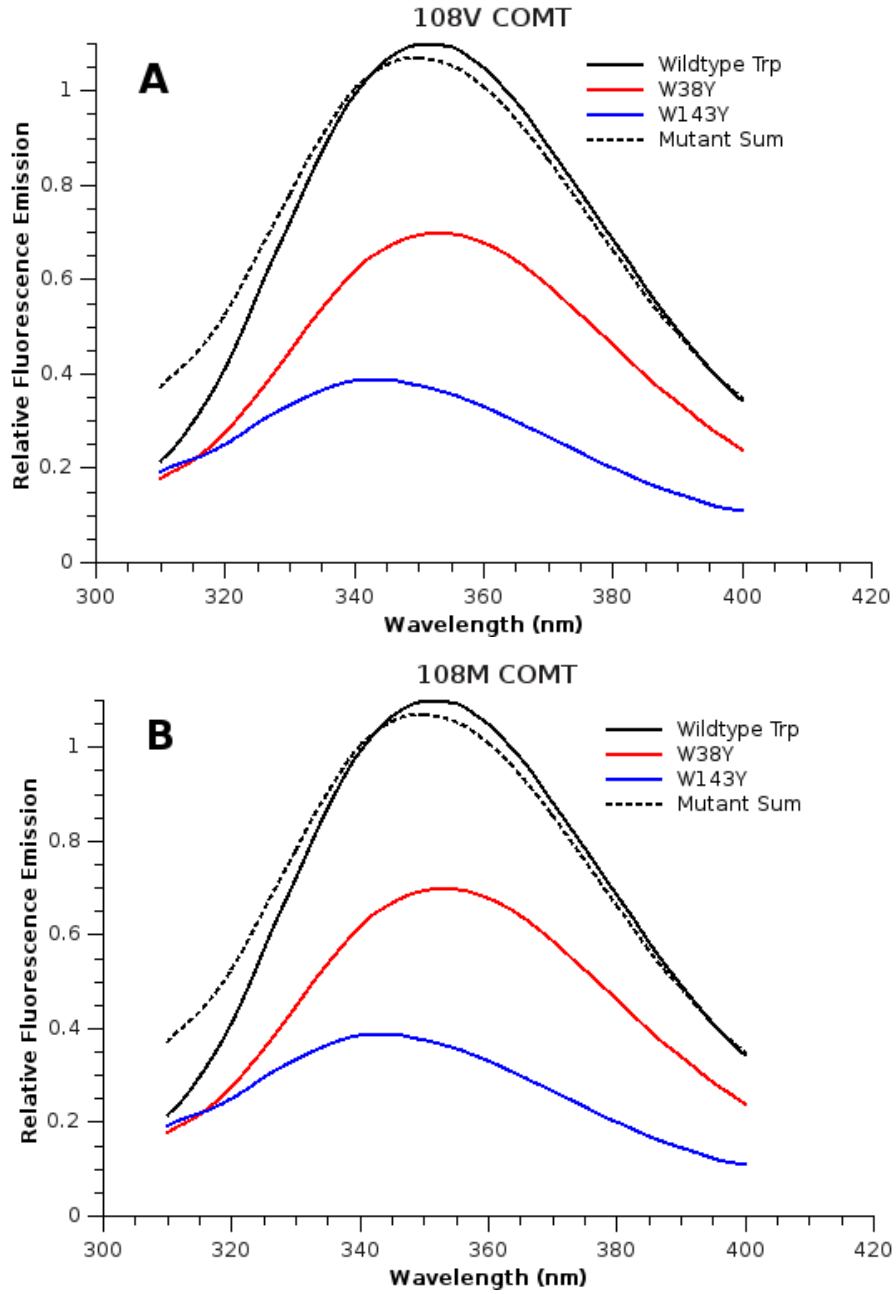 108V COMT
A
Wildtype Trp
W38Y
W143Y
Mutant Sum
Relative Fluorescence Emission
1
0.8
0.6
0.4
0.2
0
300 320 340 360 380 400 420
Wavelength (nm)
108M COMT
B
Wildtype Trp
W38Y
W143Y
Mutant Sum
Relative Fluorescence Emission
1
0.8
0.6
0.4
0.2
0
300 320 340 360 380 400 420
Wavelength (nm)